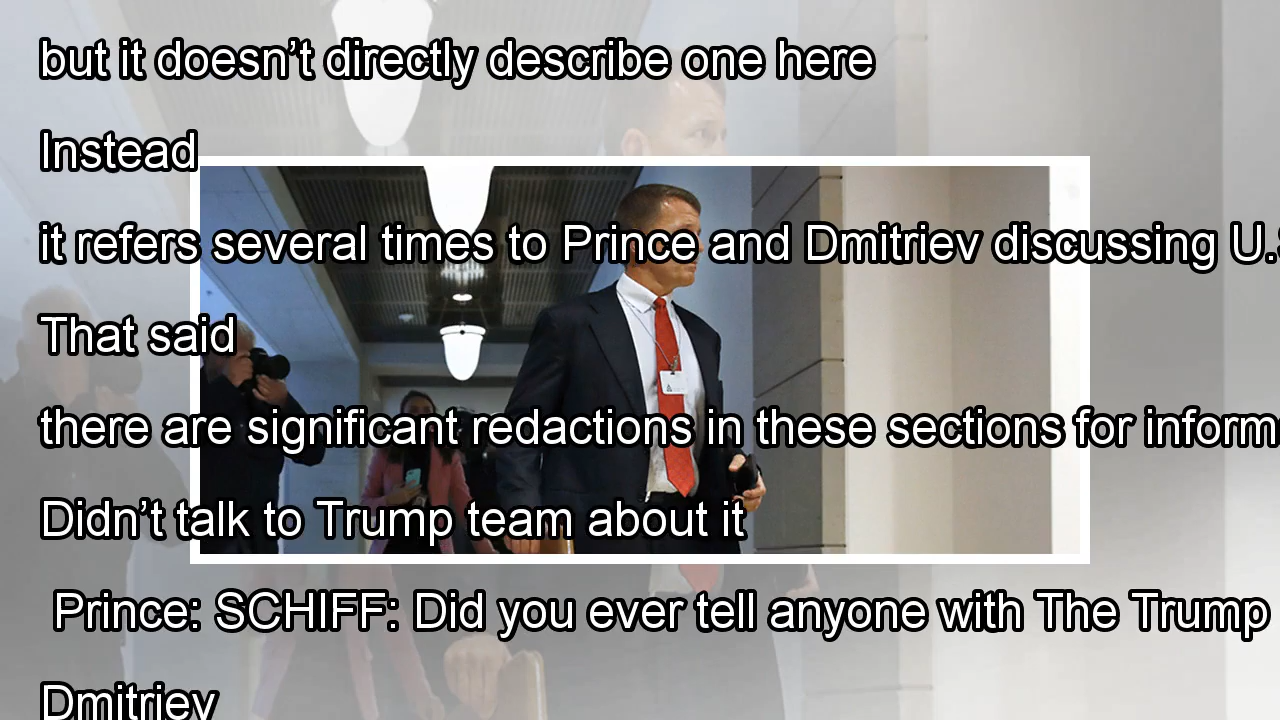 but it doesn’t directly describe one here
Instead
it refers several times to Prince and Dmitriev discussing U.S
That said
there are significant redactions in these sections for inform
Didn’t talk to Trump team about it
Prince: SCHIFF: Did you ever tell anyone with The Trump
Dmitriev